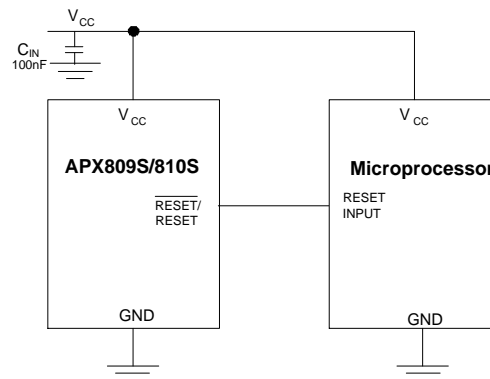 VCC
CIN
100nF
VCC
APX809S/810S
RESET/
RESET
GND
VCC
Microprocessor
RESET
INPUT
GND